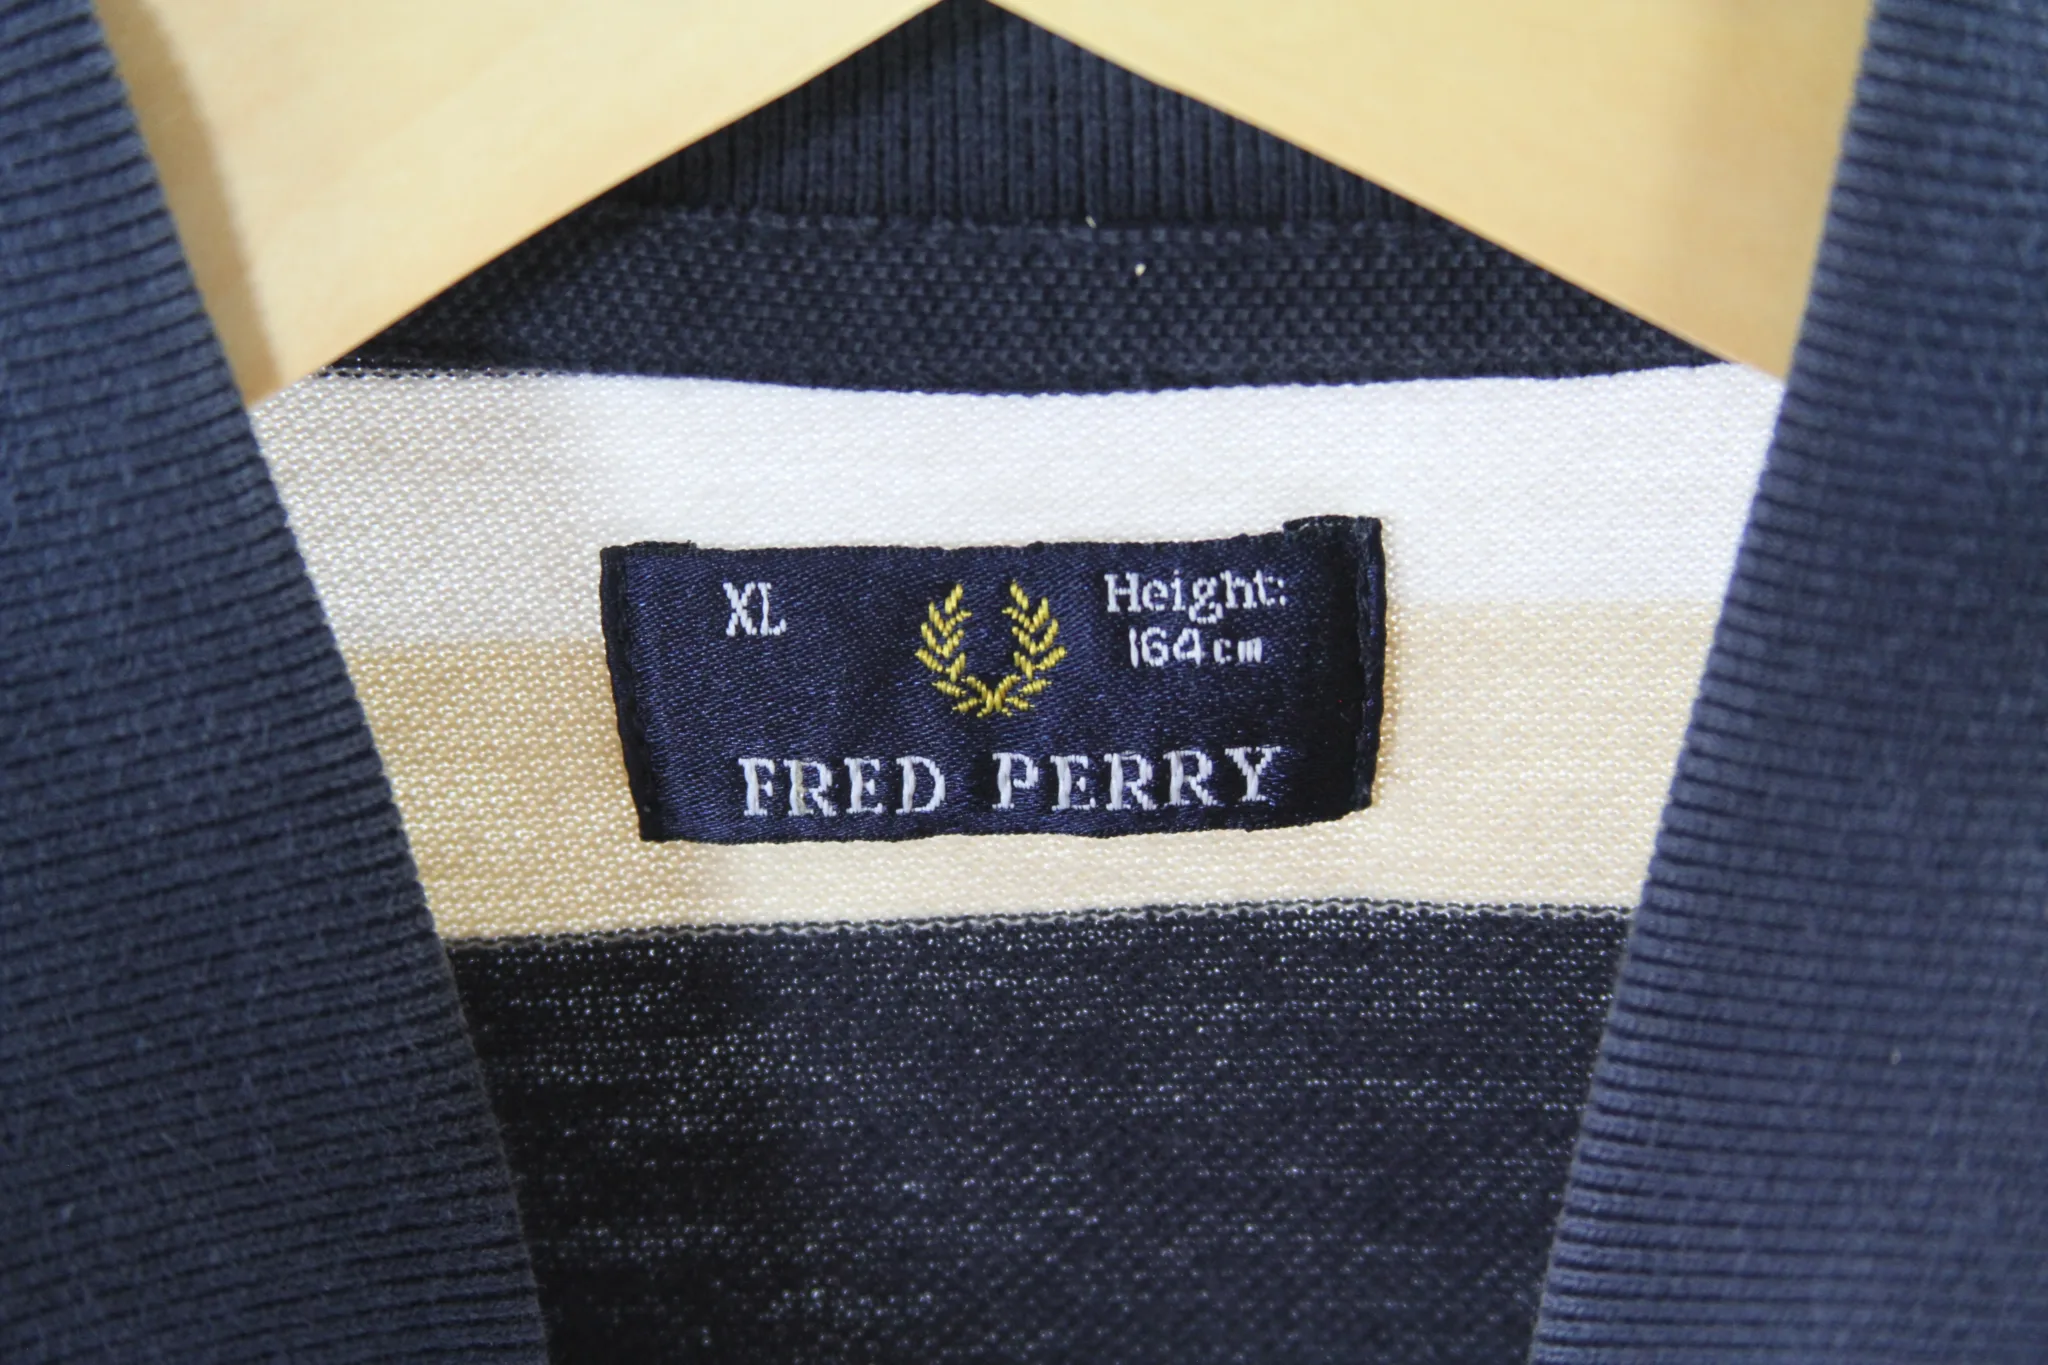 XL
Height:
164cm
FRED PERRY